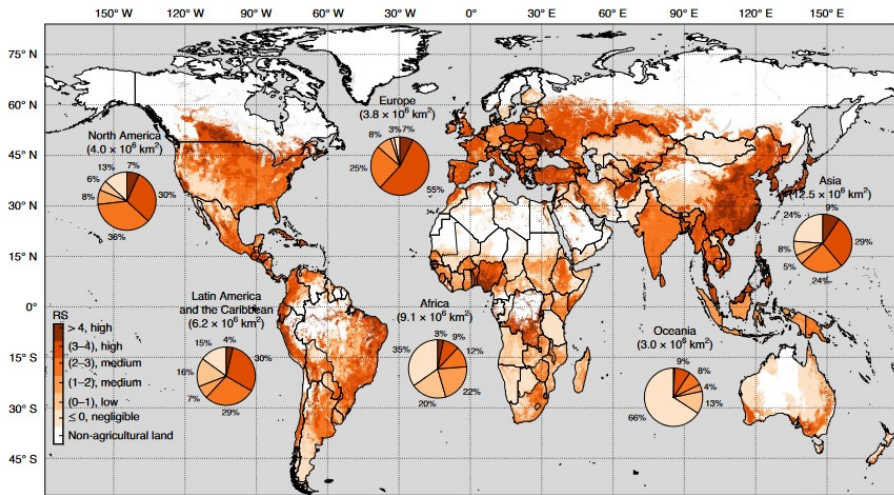 150° W 120° W 90° W 60° W 30° W 0° 30° E 60° E 90° E 120° E 150° E
75° N
60° N
45° N
30° N
15° N
0°
15° S
30° S
45° S
North America
(4.0 × 10⁶ km²)
13% 7%
6%
30%
8%
36%
Europe
(3.8 × 10⁶ km²)
3% 7%
8%
25%
55%
Asia
(12.5 × 10⁶ km²)
9%
24%
29%
8%
5%
24%
Latin America
and the Caribbean
(6.2 × 10⁶ km²)
4%
15%
30%
16%
7%
29%
Africa
(9.1 × 10⁶ km²)
3%
9%
35%
12%
22%
20%
Oceania
(3.0 × 10⁶ km²)
9%
8%
4%
13%
66%
RS
> 4, high
(3–4), high
(2–3), medium
(1–2), medium
(0–1), low
≤ 0, negligible
Non-agricultural land